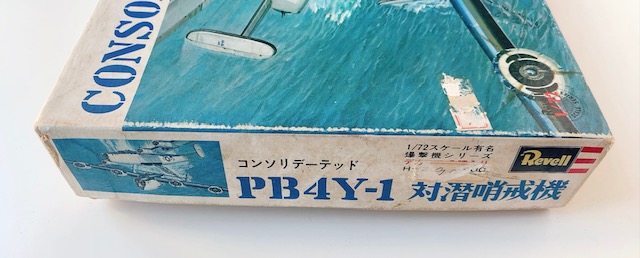 CONSO
コンソリデーテッド
PB4Y-1 対潜哨戒機
1/72スケール有名
爆撃機シリーズ
Revell